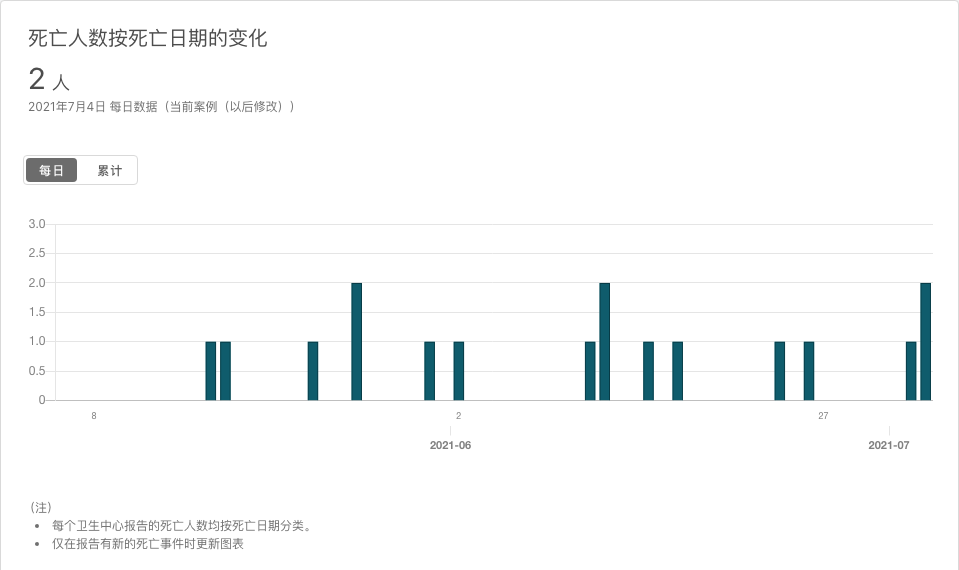 死亡人数按死亡日期的变化
2 人
2021年7月4日 每日数据（当前案例（以后修改））
每日 累计
3.0
2.5
2.0
1.5
1.0
0.5
0
8 2 27
2021-06 2021-07
(注)
• 每个卫生中心报告的死亡人数均按死亡日期分类。
• 仅在报告有新的死亡事件时更新图表